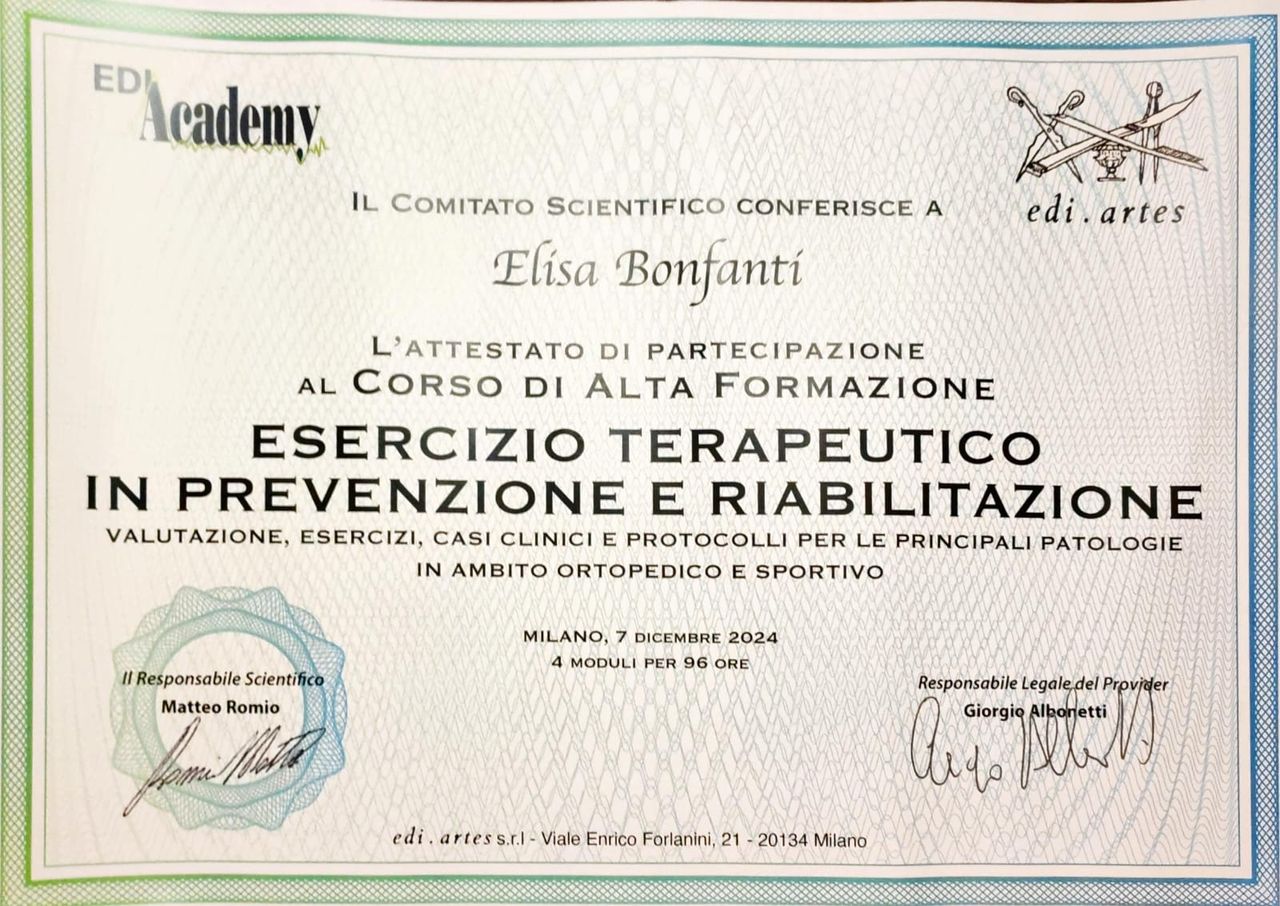 EDI
Academy
edi.artes
IL COMITATO SCIENTIFICO CONFERISCE A
Elisa Bonfanti
L'ATTESTATO DI PARTECIPAZIONE
AL CORSO DI ALTA FORMAZIONE
ESERCIZIO TERAPEUTICO
IN PREVENZIONE E RIABILITAZIONE
VALUTAZIONE, ESERCIZI, CASI CLINICI E PROTOCOLLI PER LE PRINCIPALI PATOLOGIE
IN AMBITO ORTOPEDICO E SPORTIVO
MILANO, 7 DICEMBRE 2024
4 MODULI PER 96 ORE
Il Responsabile Scientifico
Matteo Romio
Responsabile Legale del Provider
Giorgio Albonetti
edi.artes s.r.l - Viale Enrico Forlanini, 21 - 20134 Milano